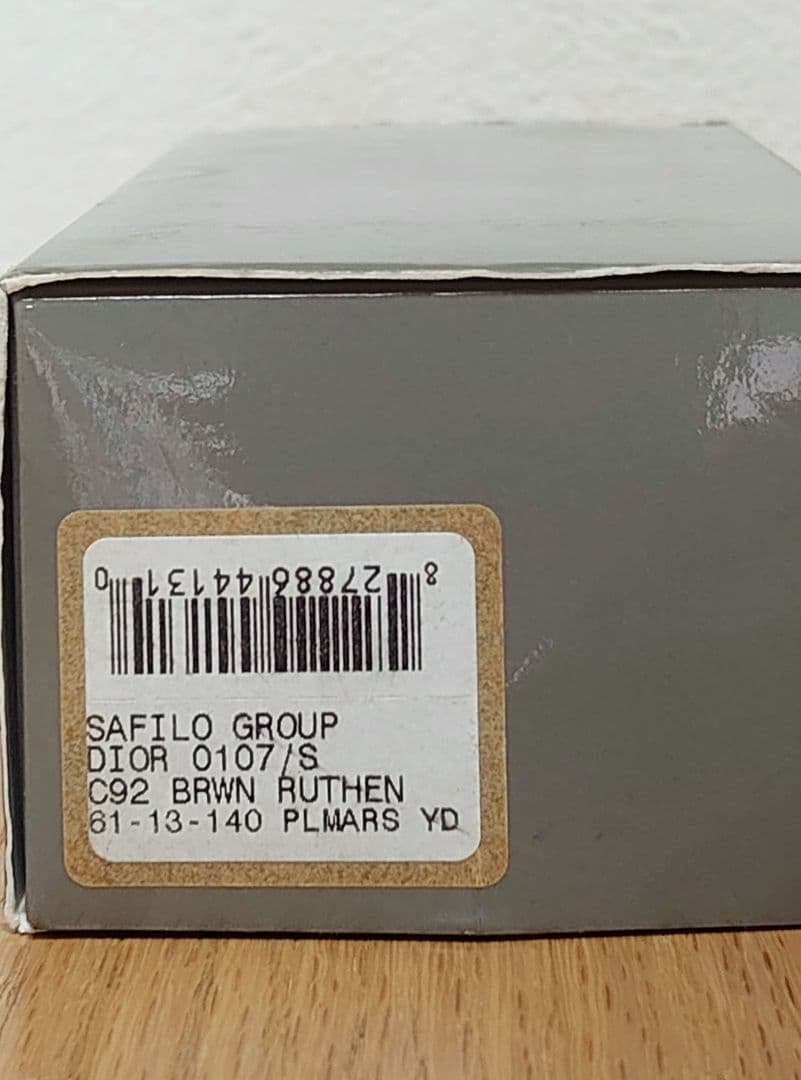 8 27886 44131 0
SAFILO GROUP
DIOR 0107/S
C92 BRWN RUTHEN
61-13-140 PLMARS YD